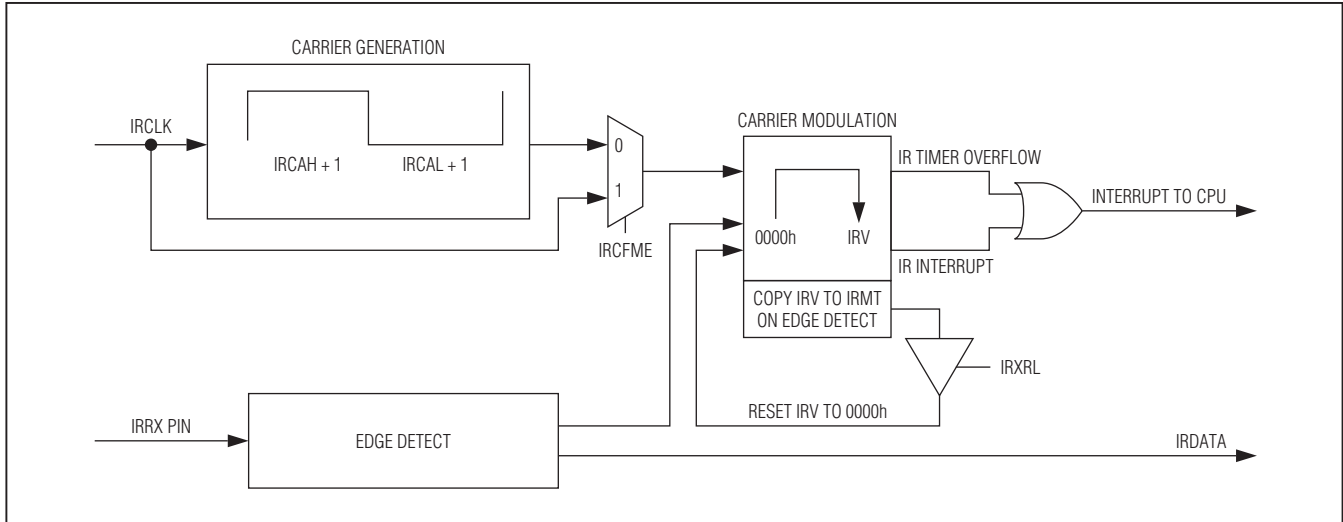 CARRIER GENERATION
IRCLK
IRCAH + 1
IRCAL + 1
0
1
IRCFME
CARRIER MODULATION
0000h
IRV
IR TIMER OVERFLOW
INTERRUPT TO CPU
IR INTERRUPT
COPY IRV TO IRMT
ON EDGE DETECT
IRXRL
RESET IRV TO 0000h
IRRX PIN
EDGE DETECT
IRDATA